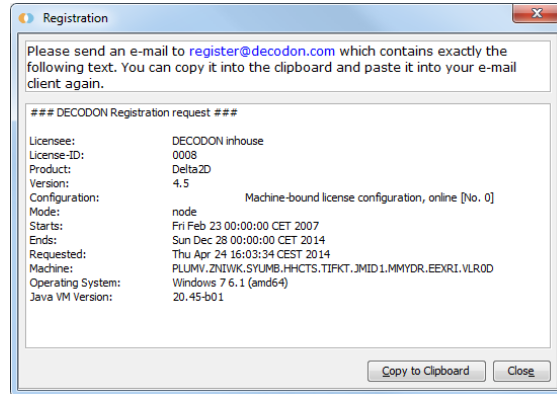 Registration
Please send an e-mail to register@decodon.com which contains exactly the
following text. You can copy it into the clipboard and paste it into your e-mail
client again.
### DECODON Registration request ###
Licensee: DECODON inhouse
License-ID: 0008
Product: Delta2D
Version: 4.5
Configuration: Machine-bound license configuration, online [No. 0]
Mode: node
Starts: Fri Feb 23 00:00:00 CET 2007
Ends: Sun Dec 28 00:00:00 CET 2014
Requested: Thu Apr 24 16:03:34 CEST 2014
Machine: PLUMV.ZNIWK.SYUMB.HHCTS.TIFKT.JMID1.MMYDR.EEXRI.VLR0D
Operating System: Windows 7 6.1 (amd64)
Java VM Version: 20.45-b01
Copy to Clipboard Close